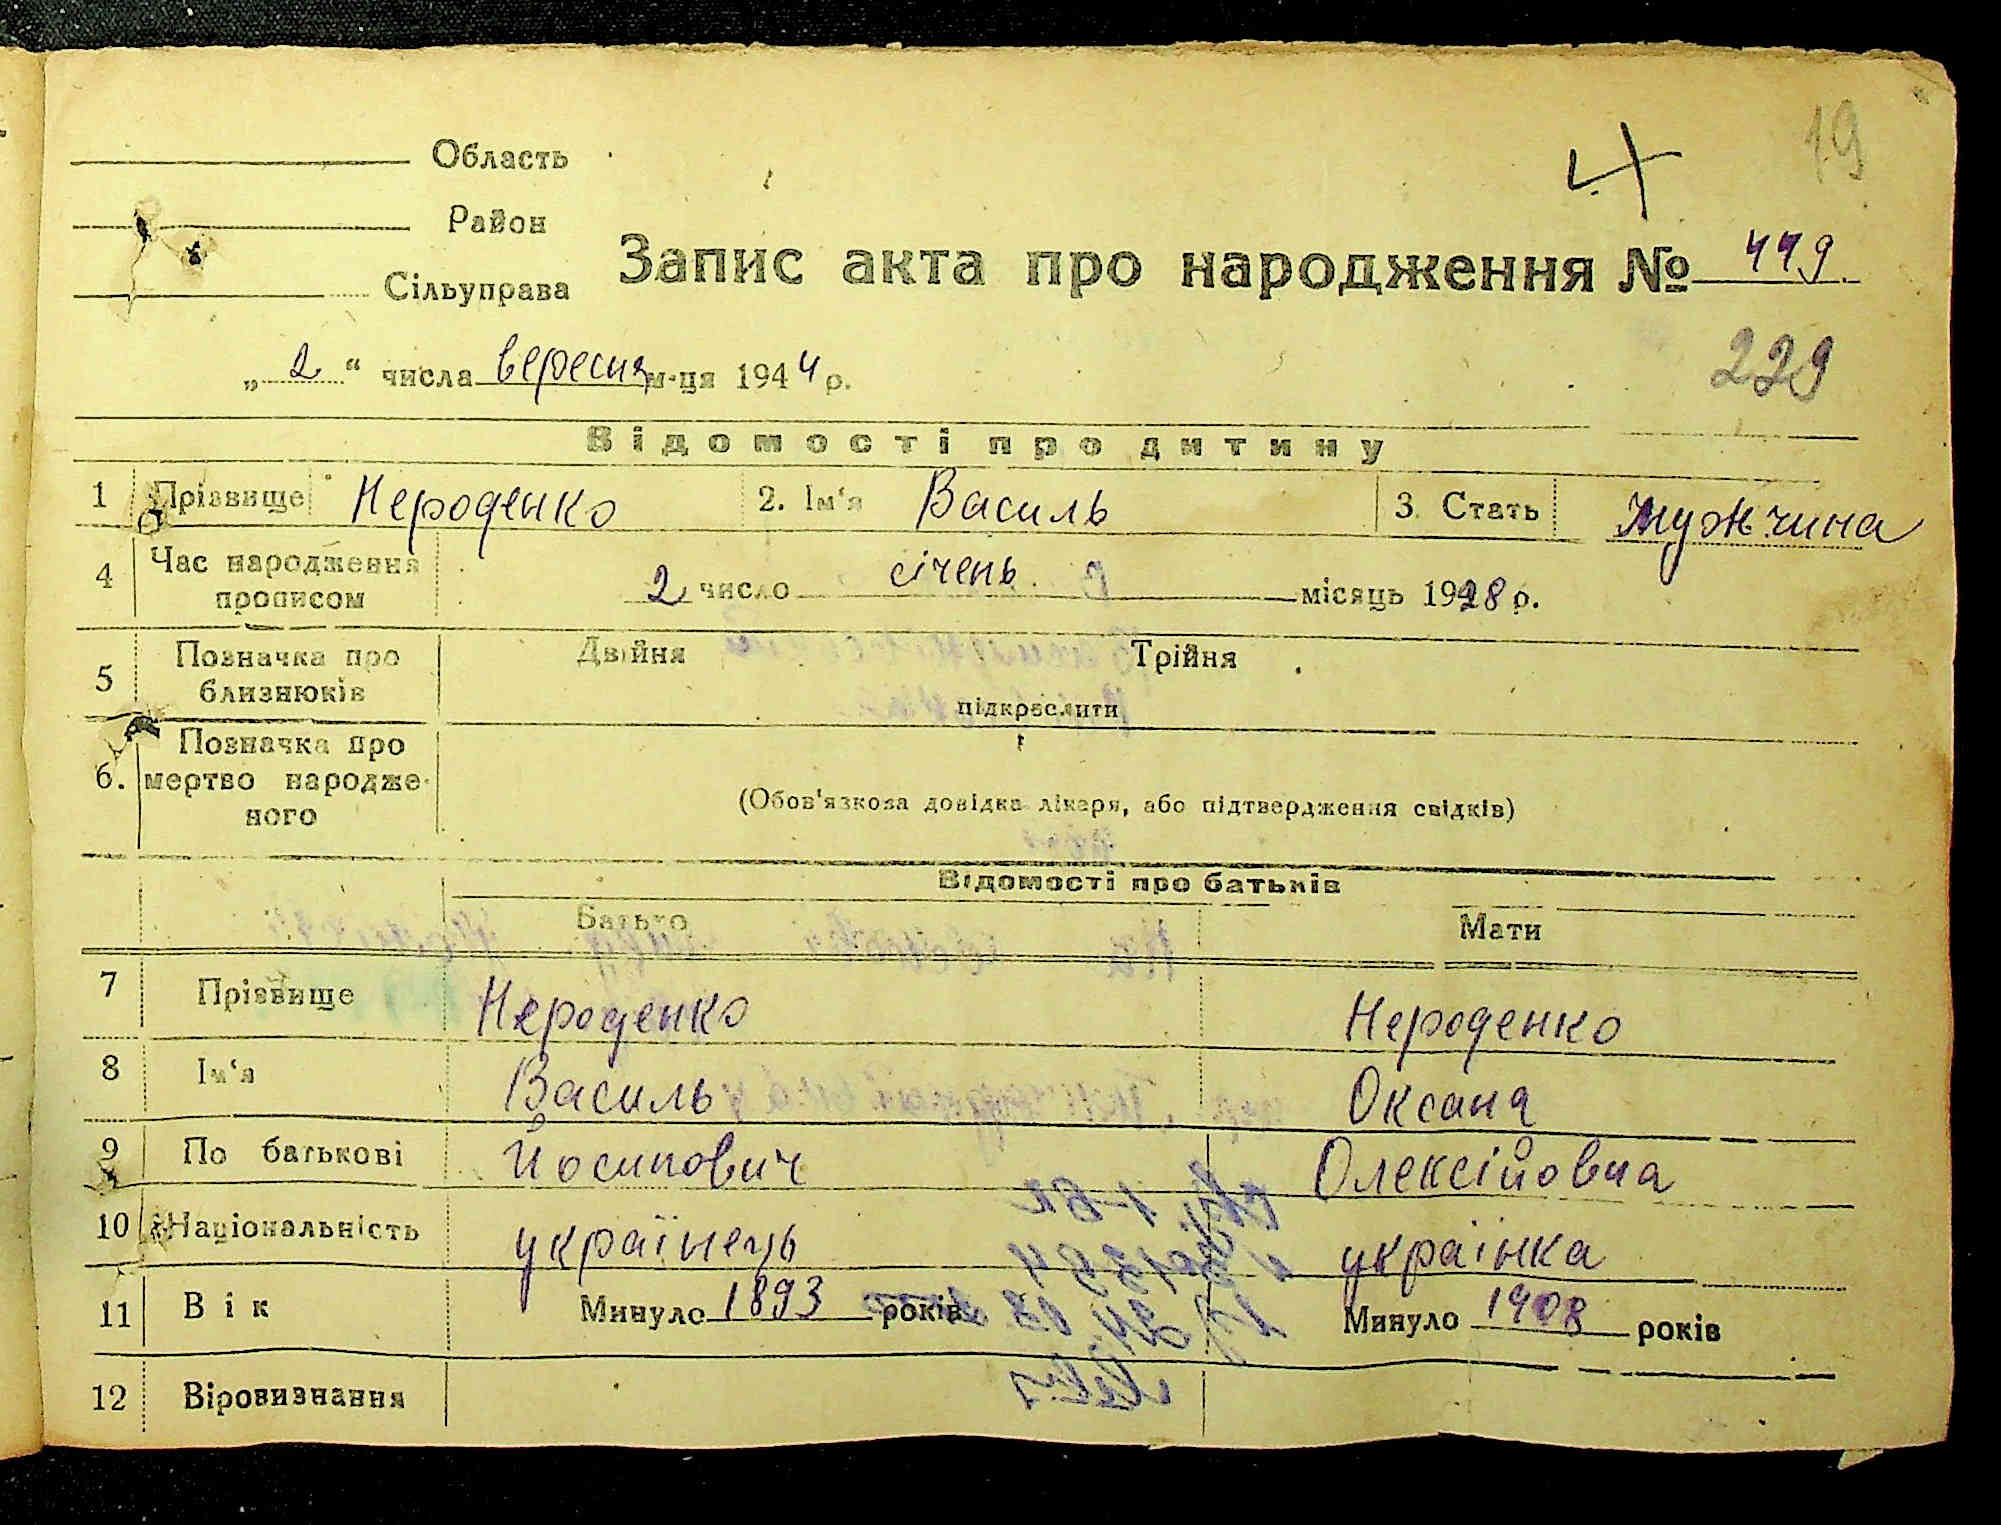 19
Область
Район
Сільуправа
Запис акта про народження № 449
„2“ числа вересня м-ця 1944 р.
229
Відомості про дитину
1 Прізвище Нероденко 2. Ім‘я Василь 3. Стать мужчина
4 Час народження прописом 2 число січень місяць 1928 р.
5 Позначка про близнюків Двійня Трійня
підкреслити
6. Позначка про мертво народженого
(Обов'язкова довідка лікаря, або підтвердження свідків)
Відомості про батьків
Батько Мати
7 Прізвище Нероденко Нероденко
8 Ім‘я Василь Оксана
9 По батькові Йосипович Олексійовна
10 Національність українець українка
11 Вік Минуло 1893 років Минуло 1908 років
12 Віровизнання